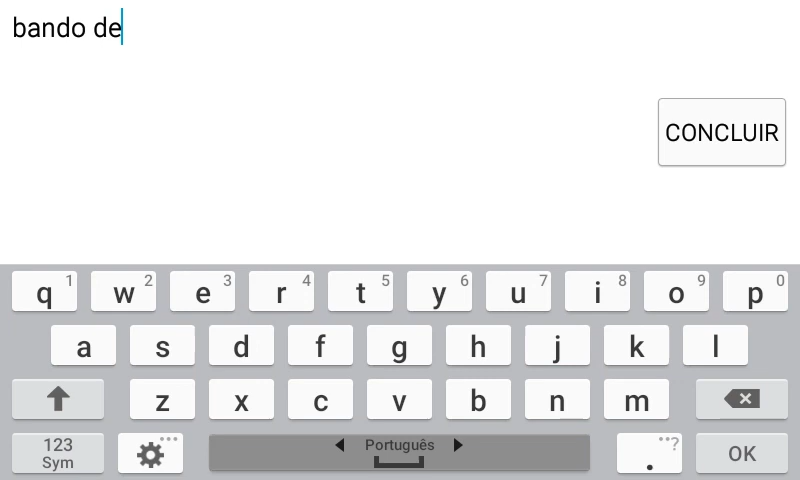 bando de
CONCLUIR
q 1 w 2 e 3 r 4 t 5 y 6 u 7 i 8 o 9 p 0
a s d f g h j k l
z x c v b n m
123 Sym ... Português . ..? OK